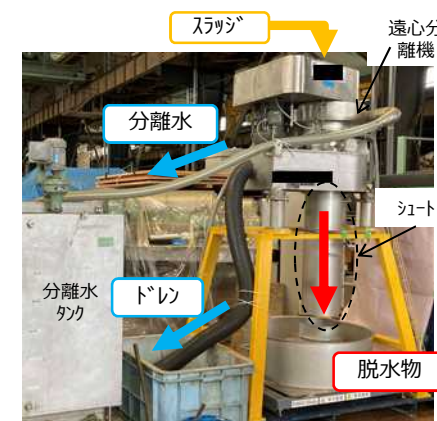 ｽﾗｯｼﾞ
遠心分
離機
分離水
ｼｭｰﾄ
分離水
ﾀﾝｸ
ﾄﾞﾚﾝ
脱水物